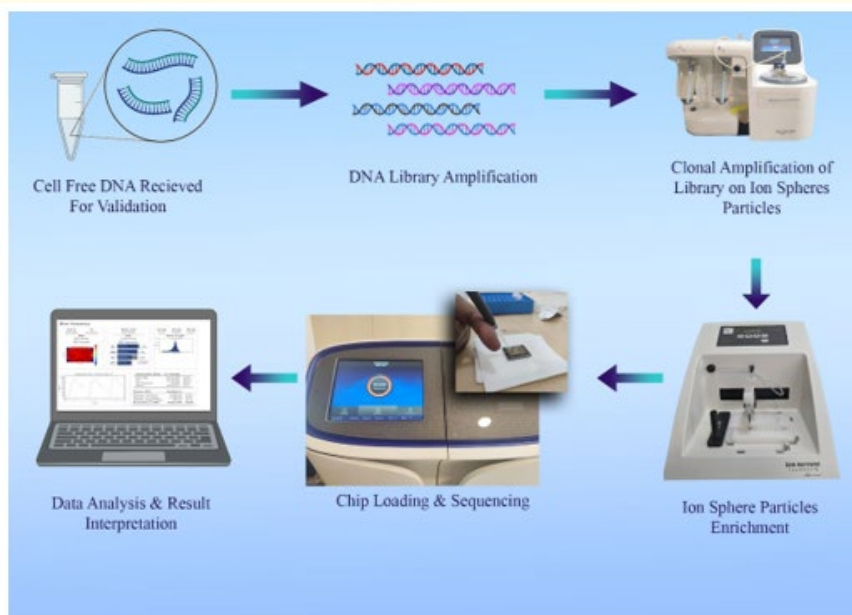 Cell Free DNA Recieved
For Validation
DNA Library Amplification
Clonal Amplification of
Library on Ion Spheres
Particles
Ion Sphere Particles
Enrichment
Chip Loading & Sequencing
Data Analysis & Result
Interpretation